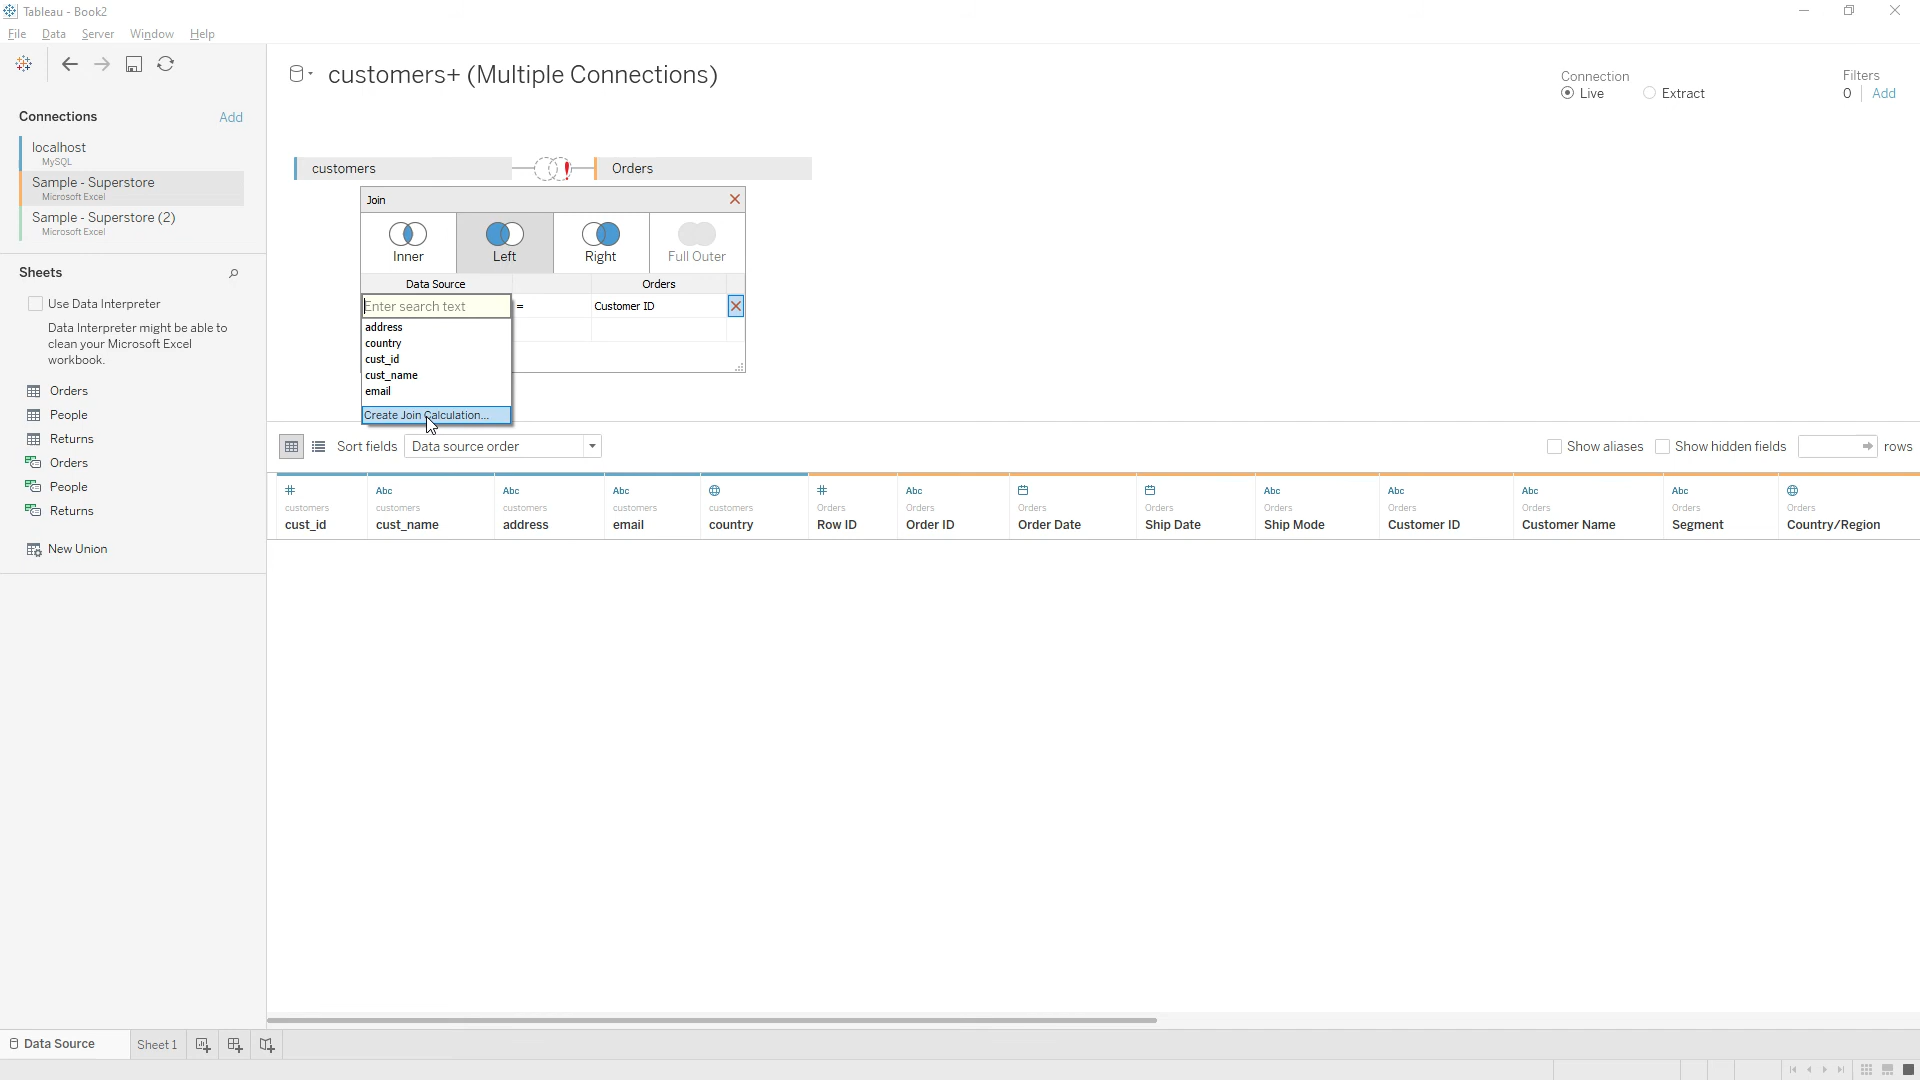 Tableau - Book2
File Data Server Window Help
customers+ (Multiple Connections)
Connection
Live Extract
Filters
0 Add
Connections Add
localhost
MySQL
Sample - Superstore
Microsoft Excel
Sample - Superstore (2)
Microsoft Excel
Sheets
Use Data Interpreter
Data Interpreter might be able to
clean your Microsoft Excel
workbook.
Orders
People
Returns
Orders
People
Returns
New Union
customers Orders
Join
Inner Left Right Full Outer
Data Source Orders
Enter search text = Customer ID
address
country
cust_id
cust_name
email
Create Join Calculation...
Sort fields Data source order Show aliases Show hidden fields rows
# Abc Abc Abc # Abc Abc Abc Abc Abc
customers customers customers customers customers Orders Orders Orders Orders Orders Orders Orders Orders Orders
cust_id cust_name address email country Row ID Order ID Order Date Ship Date Ship Mode Customer ID Customer Name Segment Country/Region
Data Source Sheet 1